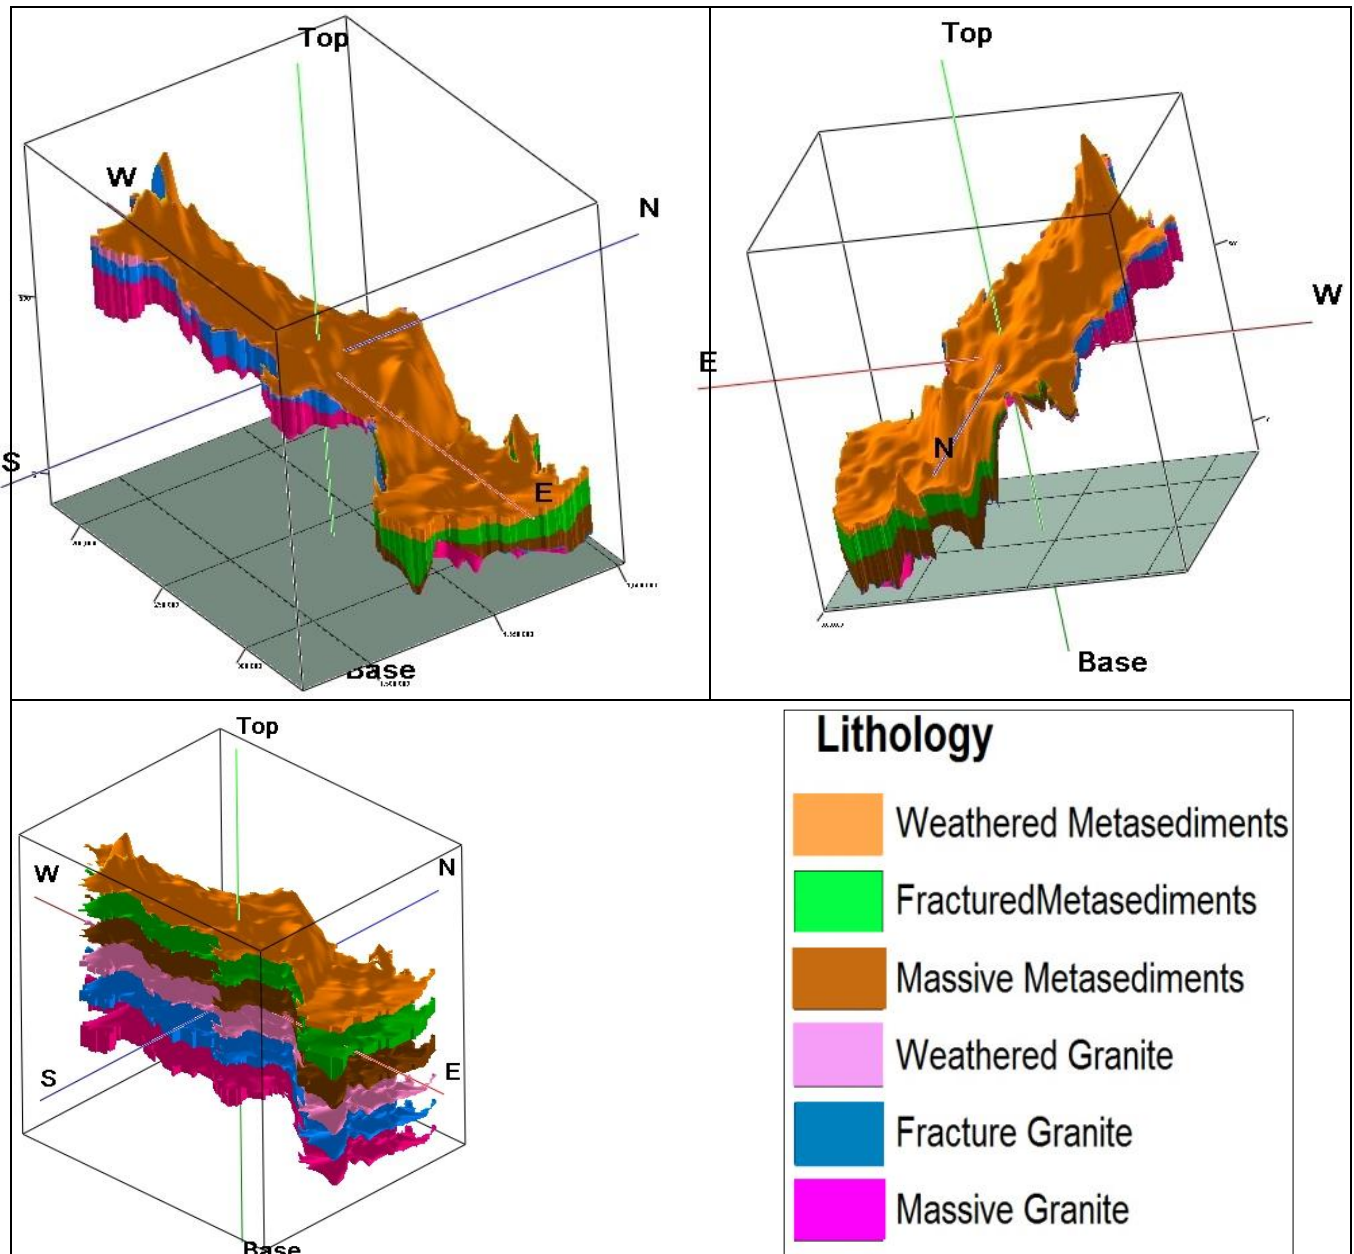 Top
W
N
S
E
Base
Top
W
E
N
Base
Top
W
N
S
E
Base
Lithology
Weathered Metasediments
FracturedMetasediments
Massive Metasediments
Weathered Granite
Fracture Granite
Massive Granite